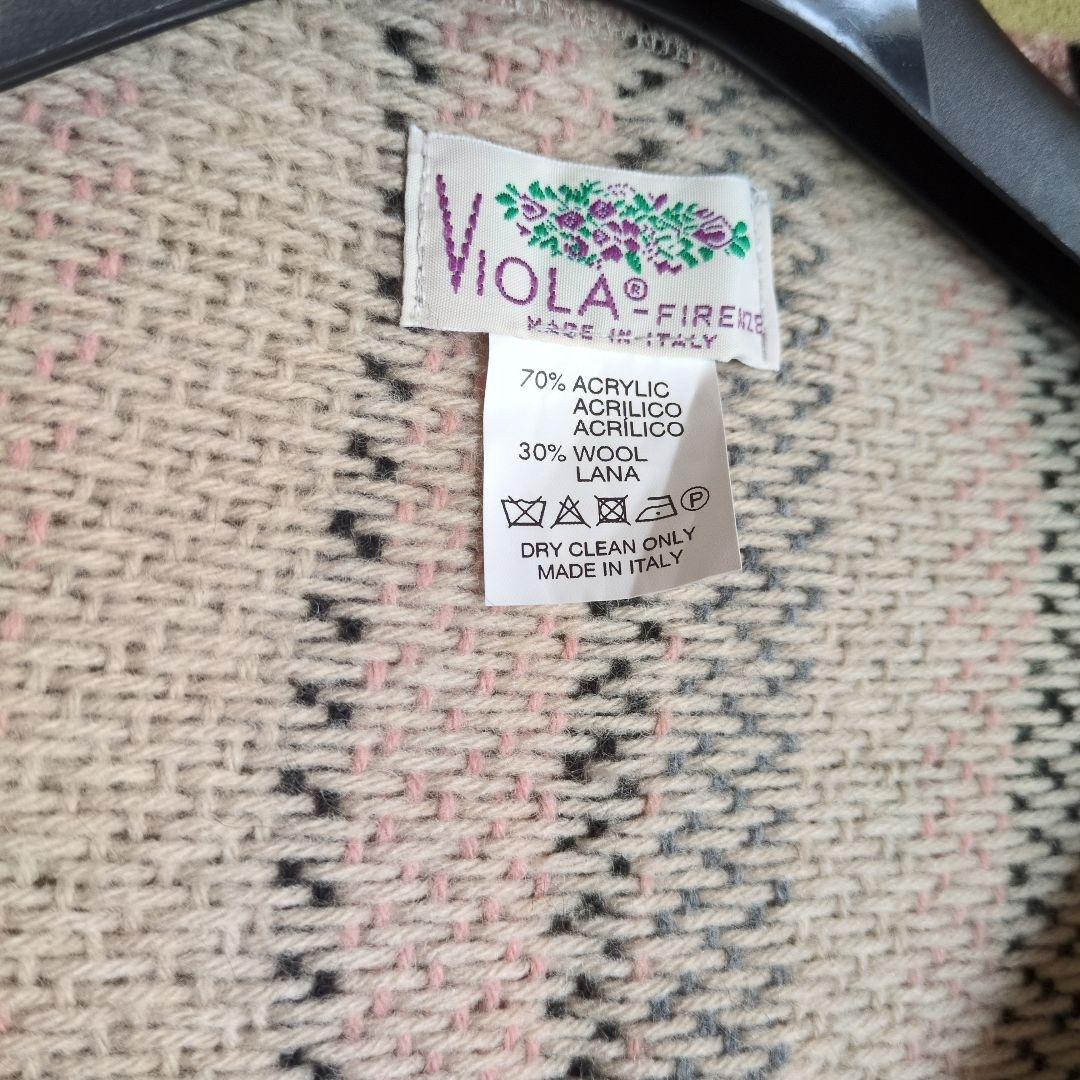 VIOLA® - FIRENZE
MADE IN ITALY
70% ACRYLIC
ACRILICO
ACRÍLICO
30% WOOL
LANA
P
DRY CLEAN ONLY
MADE IN ITALY